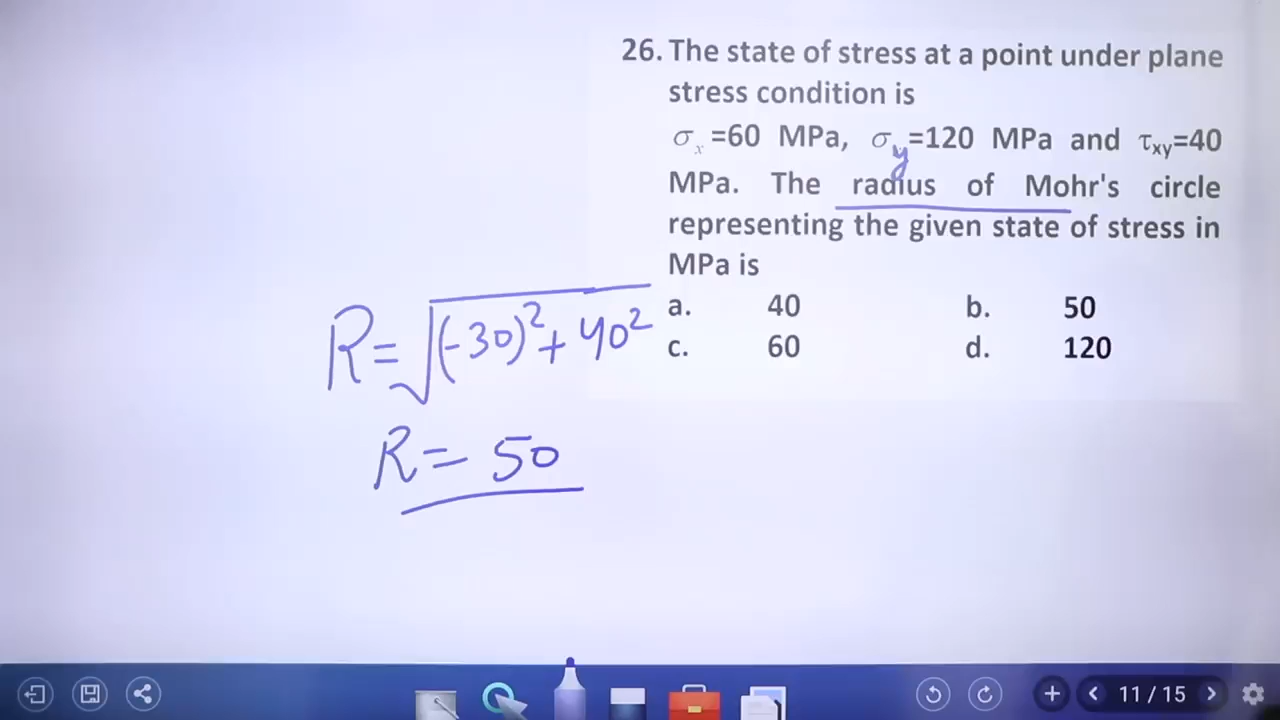 26. The state of stress at a point under plane
stress condition is
σₓ=60 MPa, σy=120 MPa and τxy=40
MPa. The radius of Mohr's circle
representing the given state of stress in
MPa is
a. 40 b. 50
c. 60 d. 120
R=√(-30)²+40²
R= 50
11 / 15